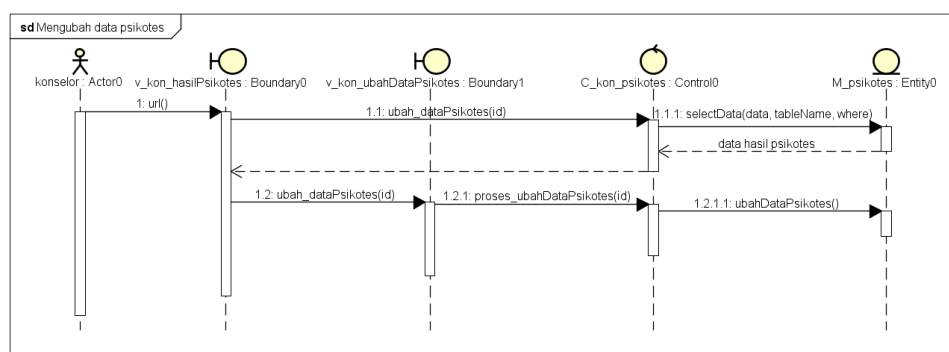 sd Mengubah data psikotes
konselor : Actor0
v_kon_hasilPsikotes : Boundary0
v_kon_ubahDataPsikotes : Boundary1
C_kon_psikotes : Control0
M_psikotes : Entity0
1: url()
1.1: ubah_dataPsikotes(id)
1.1.1: selectData(data, tableName, where)
data hasil psikotes
1.2: ubah_dataPsikotes(id)
1.2.1: proses_ubahDataPsikotes(id)
1.2.1.1: ubahDataPsikotes()